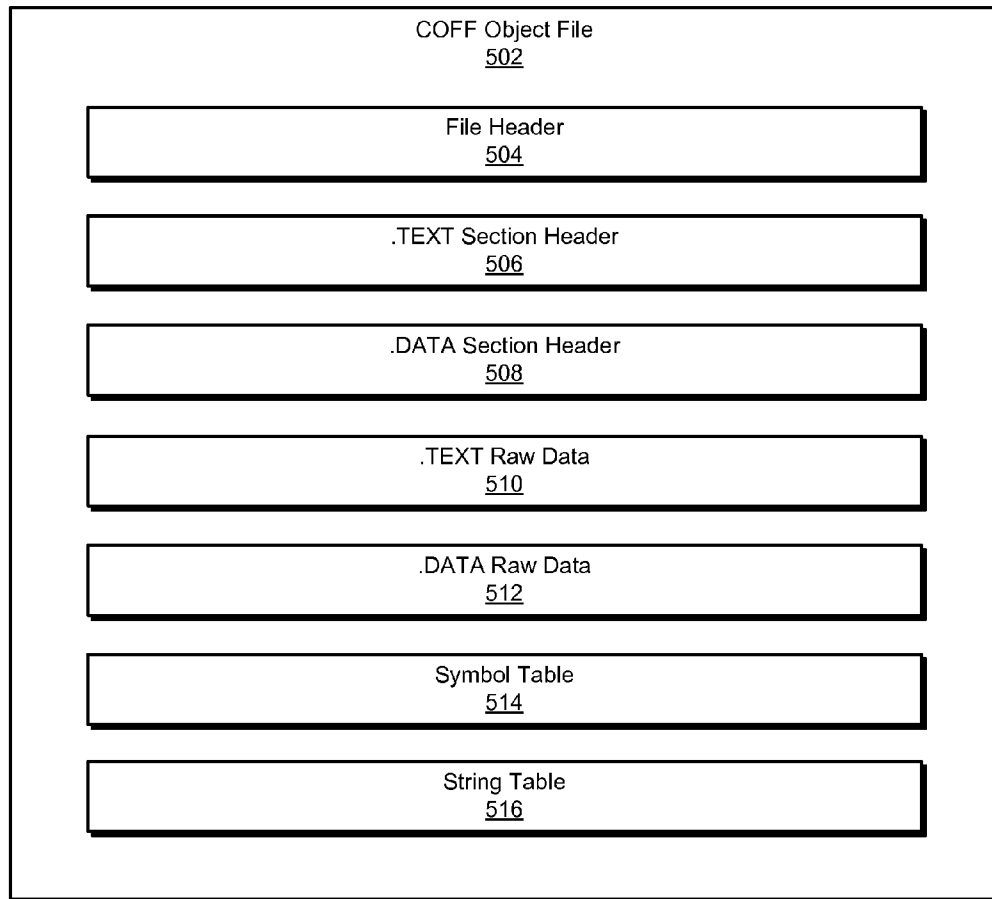 COFF Object File
502
File Header
504
.TEXT Section Header
506
.DATA Section Header
508
.TEXT Raw Data
510
.DATA Raw Data
512
Symbol Table
514
String Table
516